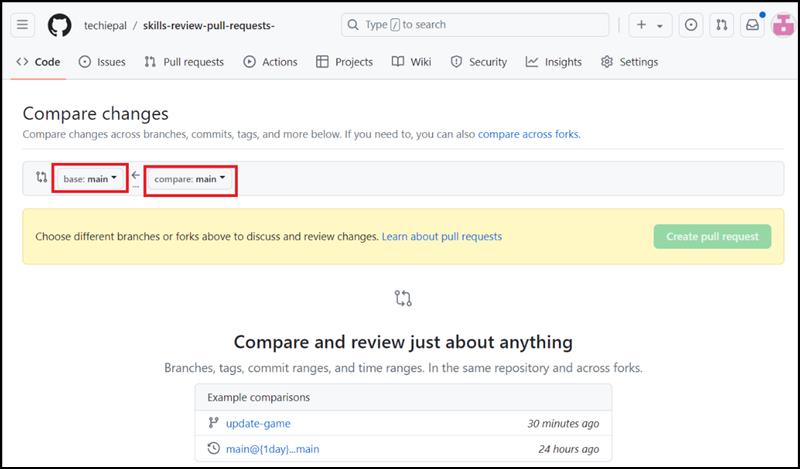 techiepal / skills-review-pull-requests- Type / to search
Code Issues Pull requests Actions Projects Wiki Security Insights Settings
Compare changes
Compare changes across branches, commits, tags, and more below. If you need to, you can also compare across forks.
base: main compare: main
...
Choose different branches or forks above to discuss and review changes. Learn about pull requests Create pull request
Compare and review just about anything
Branches, tags, commit ranges, and time ranges. In the same repository and across forks.
Example comparisons
update-game 30 minutes ago
main@{1day}...main 24 hours ago